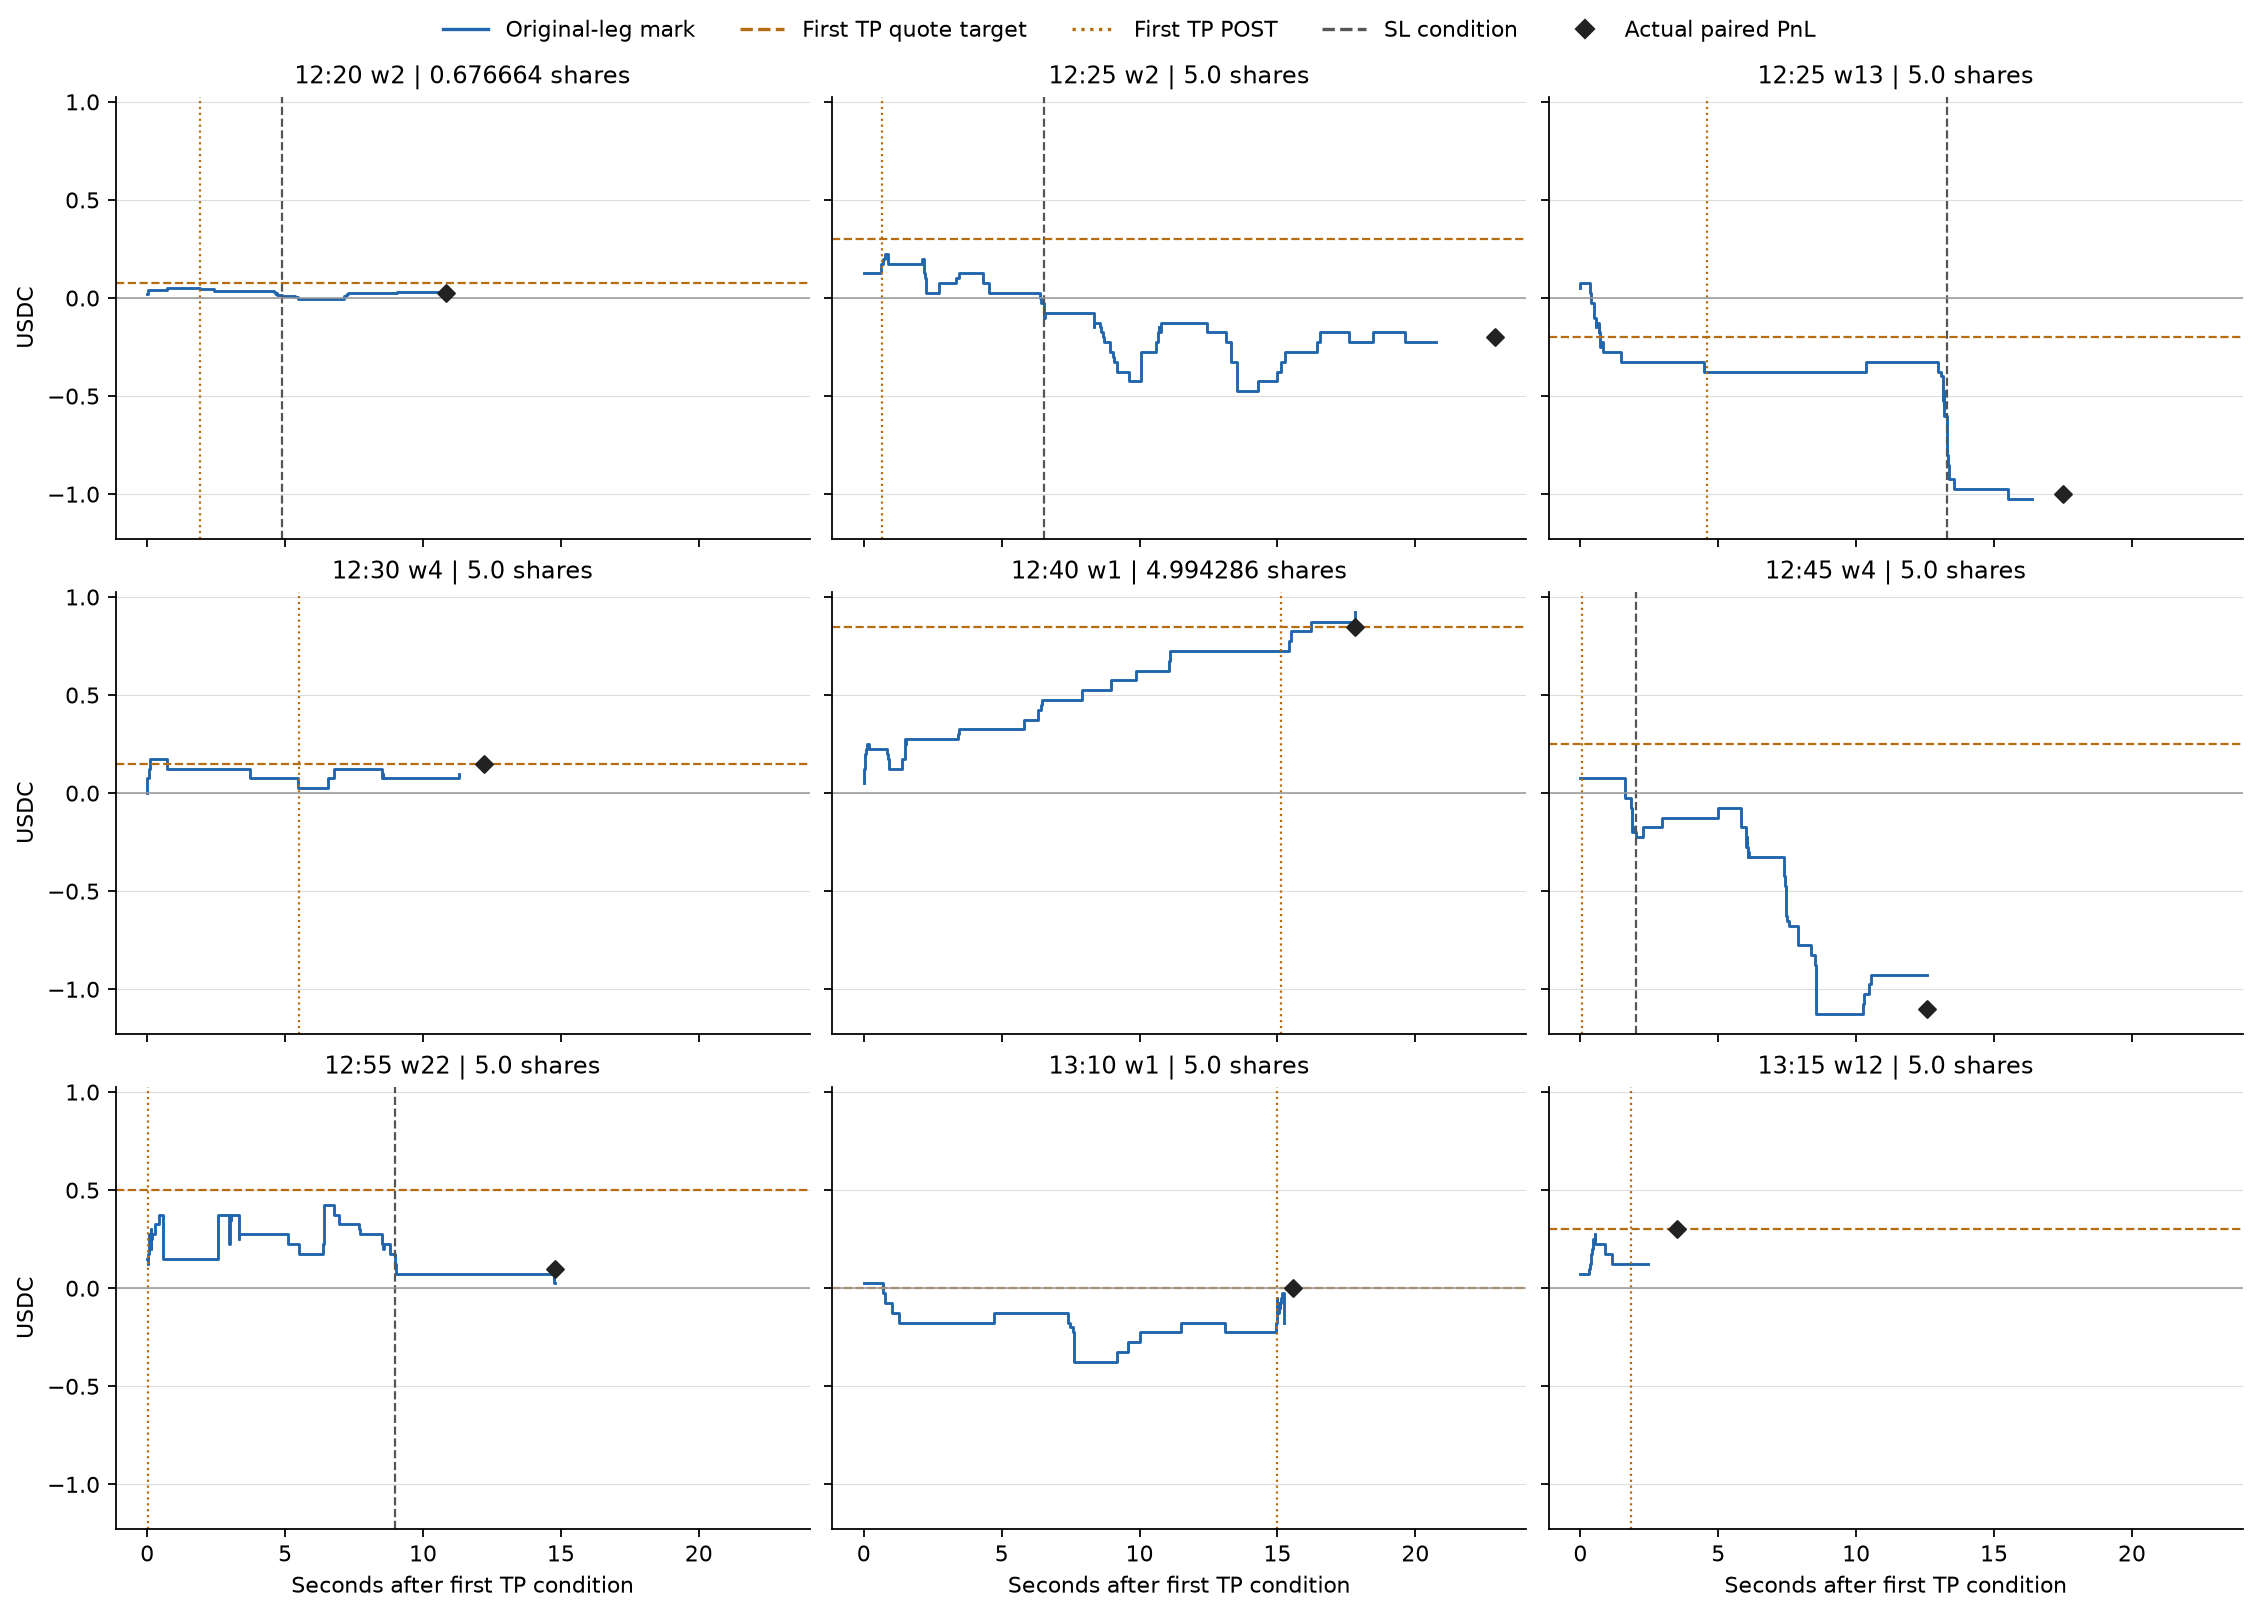 Original-leg mark First TP quote target First TP POST SL condition Actual paired PnL
12:20 w2 | 0.676664 shares 12:25 w2 | 5.0 shares 12:25 w13 | 5.0 shares
1.0
0.5
0.0
−0.5
−1.0
USDC
12:30 w4 | 5.0 shares 12:40 w1 | 4.994286 shares 12:45 w4 | 5.0 shares
1.0
0.5
0.0
−0.5
−1.0
USDC
12:55 w22 | 5.0 shares 13:10 w1 | 5.0 shares 13:15 w12 | 5.0 shares
1.0
0.5
0.0
−0.5
−1.0
USDC
0 5 10 15 20 0 5 10 15 20 0 5 10 15 20
Seconds after first TP condition Seconds after first TP condition Seconds after first TP condition